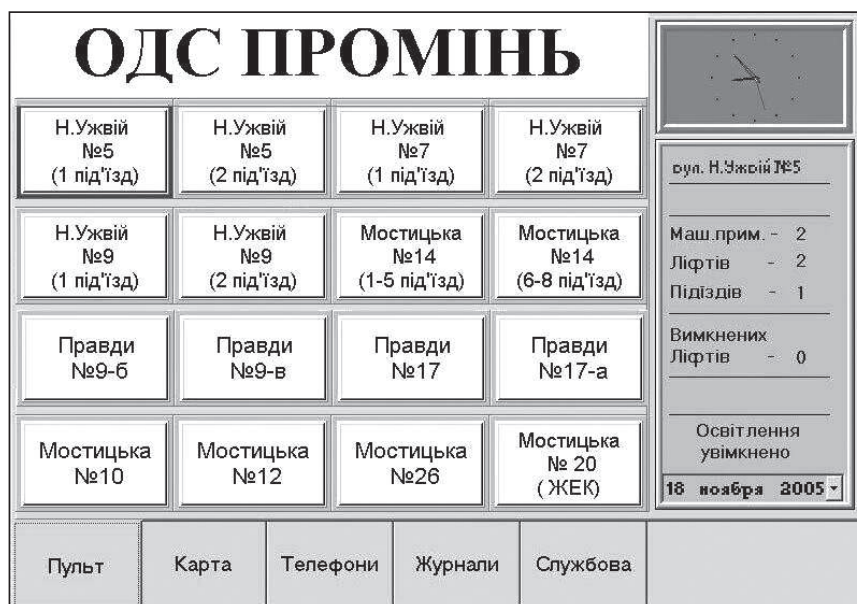 ОДС ПРОМІНЬ
Н.Ужвій
№5
(1 під'їзд)
Н.Ужвій
№5
(2 під'їзд)
Н.Ужвій
№7
(1 під'їзд)
Н.Ужвій
№7
(2 під'їзд)
Н.Ужвій
№9
(1 під'їзд)
Н.Ужвій
№9
(2 під'їзд)
Мостицька
№14
(1-5 під'їзд)
Мостицька
№14
(6-8 під'їзд)
Правди
№9-б
Правди
№9-в
Правди
№17
Правди
№17-а
Мостицька
№10
Мостицька
№12
Мостицька
№26
Мостицька
№ 20
( ЖЕК)
вул. Н.Ужвій №5
Маш.прим. - 2
Ліфтів - 2
Підїздів - 1
Вимкнених
Ліфтів - 0
Освітлення
увімкнено
18 ноября 2005
Пульт
Карта
Телефони
Журнали
Службова